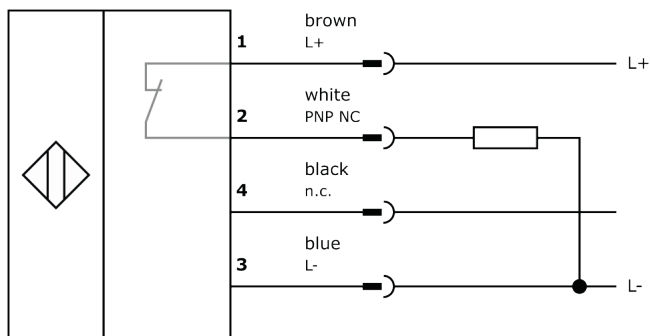 brown
1 L+
L+
white
2 PNP NC
black
4 n.c.
blue
3 L-
L-